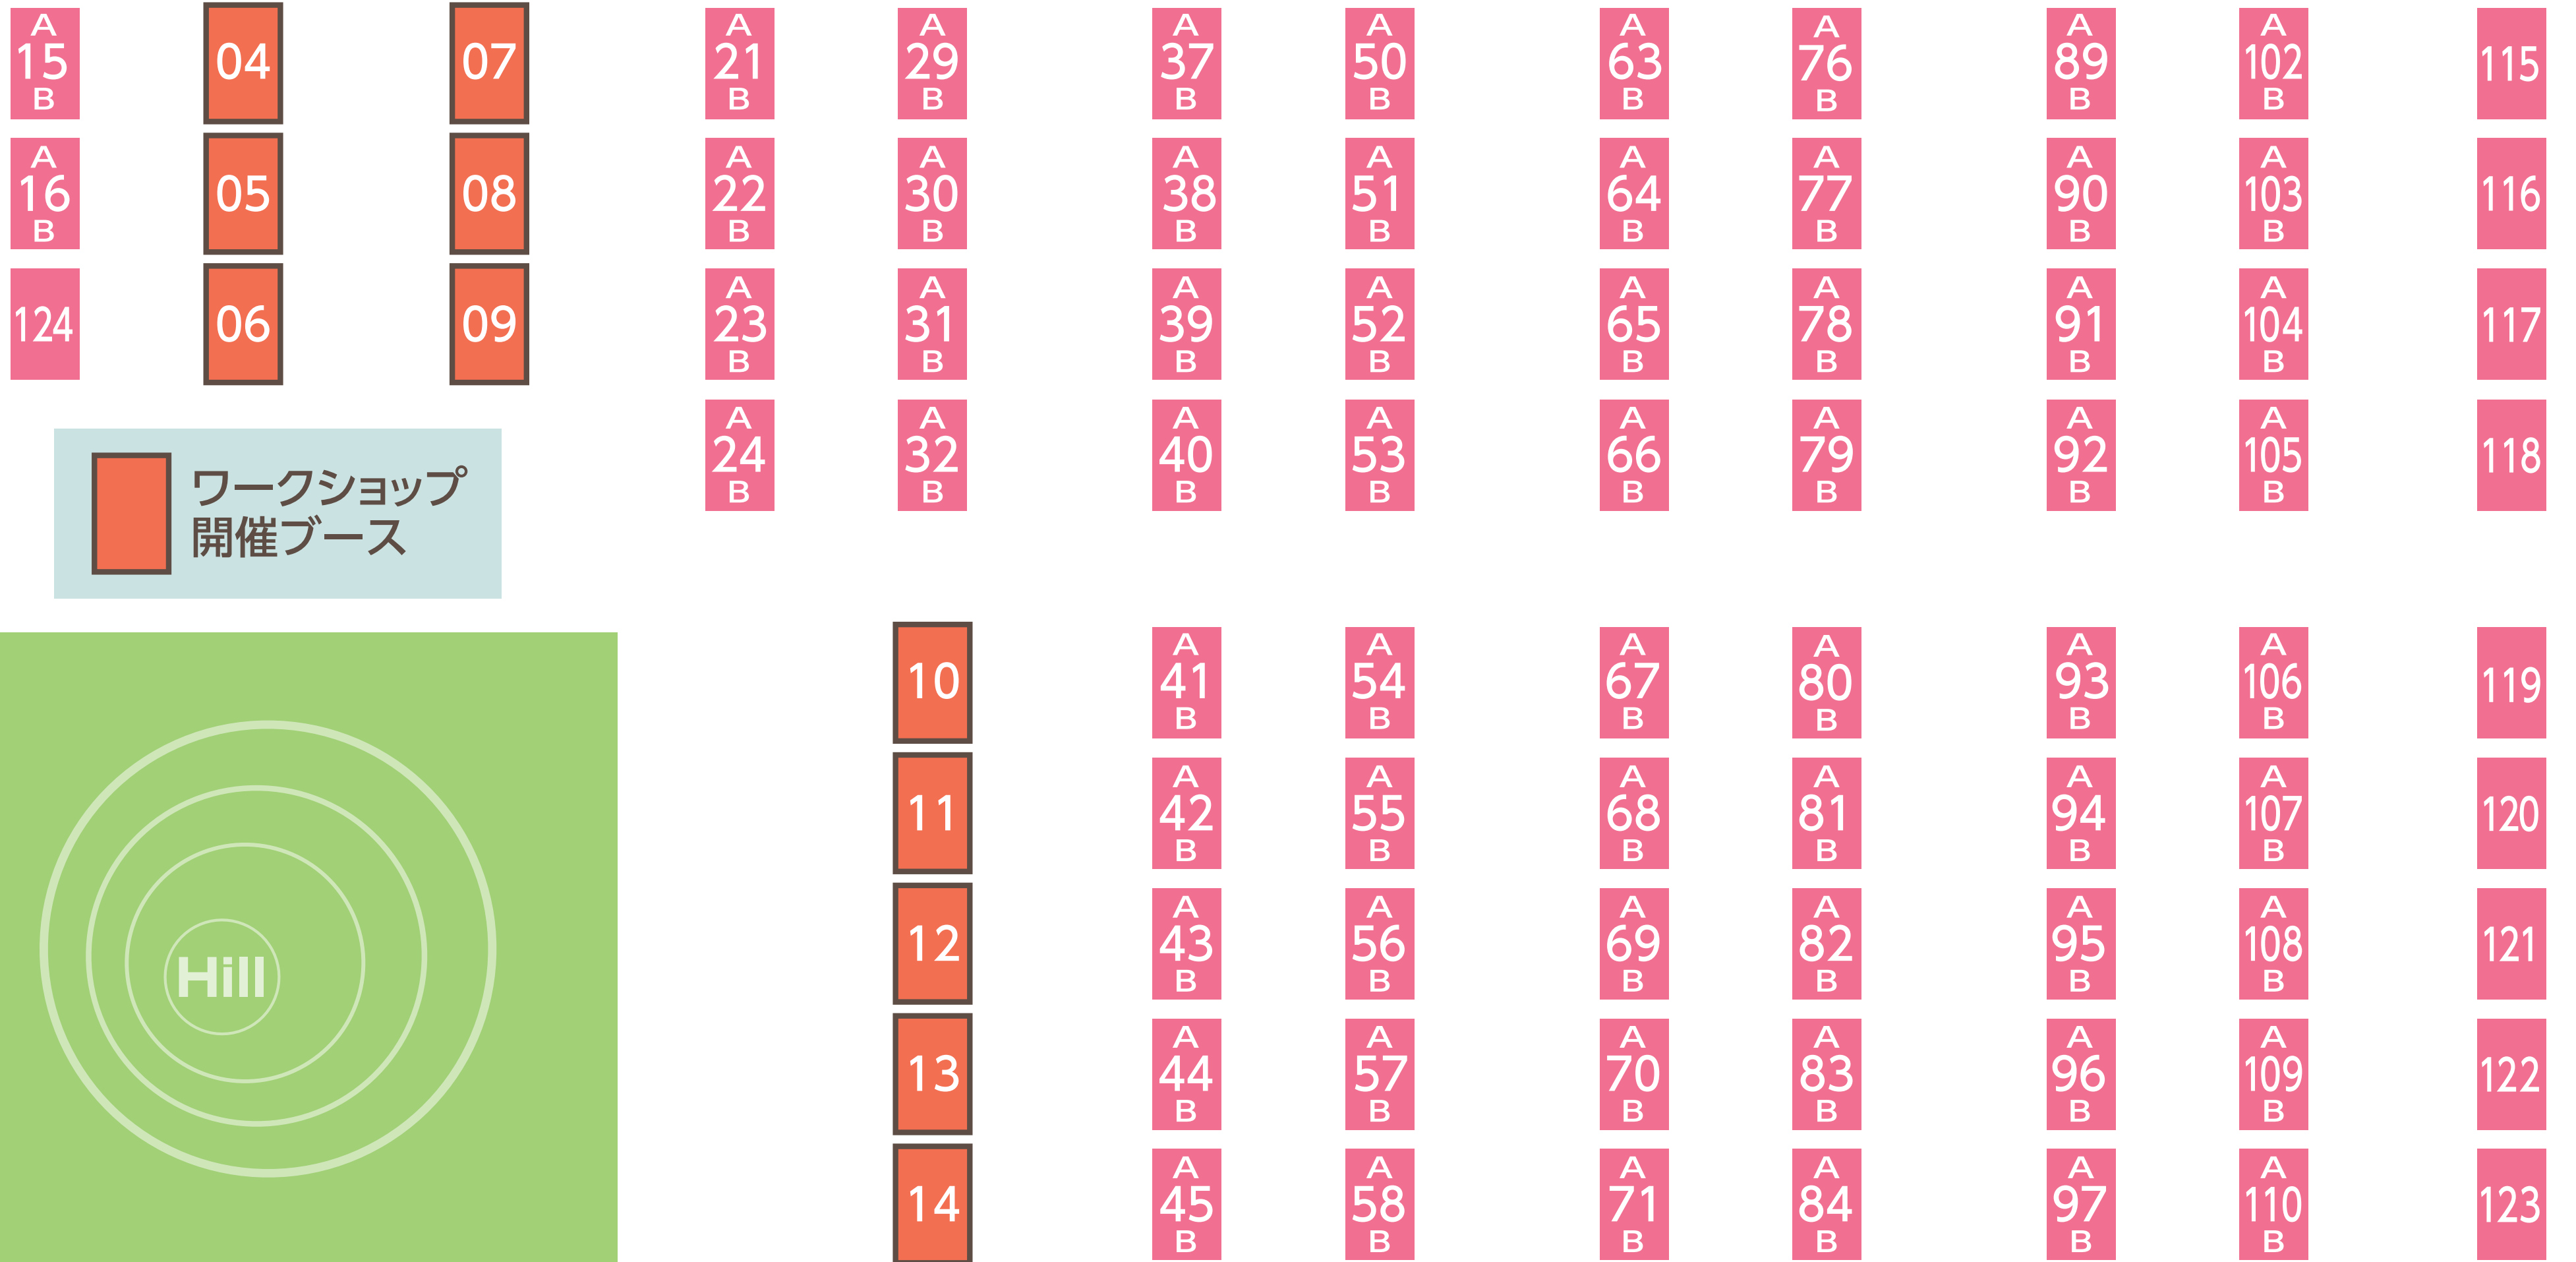 A A A A A A A A A
15 04 07 21 29 37 50 63 76 89 102 115
B B B B B B B B B
A A A A A A A A A
16 05 08 22 30 38 51 64 77 90 103 116
B B B B B B B B B
A A A A A A A A
124 06 09 23 31 39 52 65 78 91 104 117
B B B B B B B B
A A A A A A A A
24 32 40 53 66 79 92 105 118
B B B B B B B B
ワークショップ
開催ブース
A A A A A A
10 41 54 67 80 93 106 119
B B B B B B
A A A A A A
11 42 55 68 81 94 107 120
B B B B B B
A A A A A A
12 43 56 69 82 95 108 121
B B B B B B
Hill
A A A A A A
13 44 57 70 83 96 109 122
B B B B B B
A A A A A A
14 45 58 71 84 97 110 123
B B B B B B